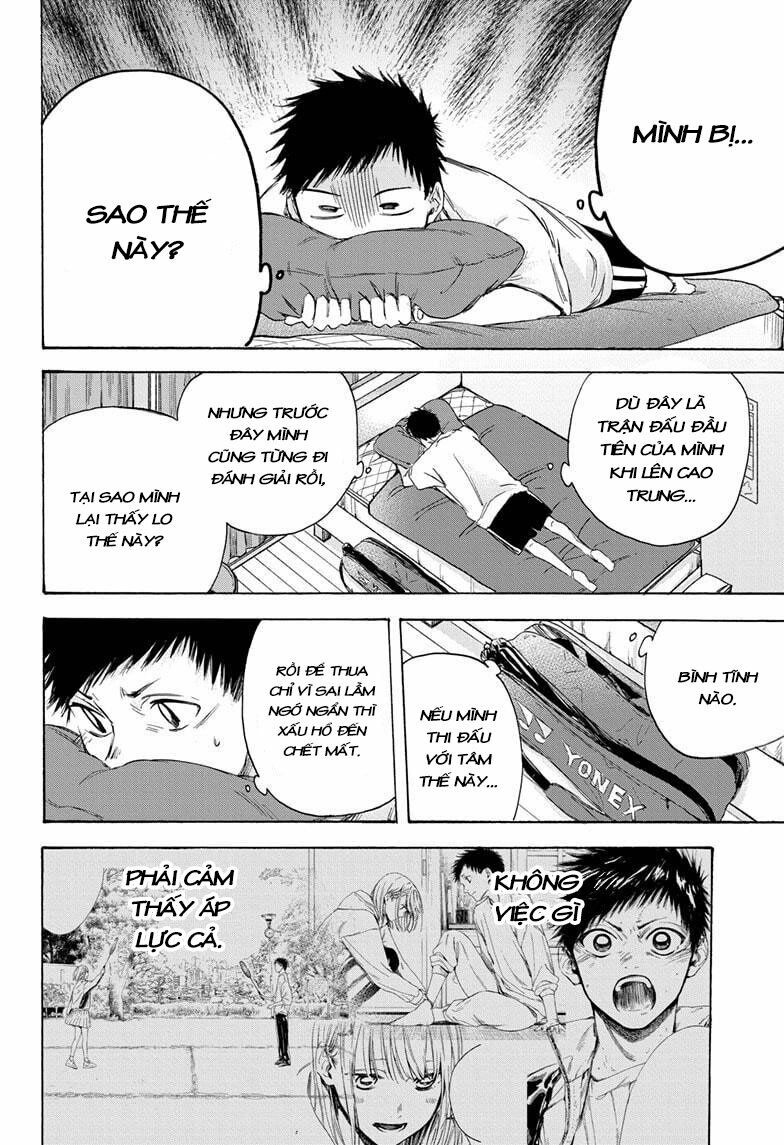 MÌNH BỊ...
SAO THẾ
NÀY?
DÙ ĐÂY LÀ
TRẬN ĐẤU ĐẦU
TIÊN CỦA MÌNH
KHI LÊN CAO
TRUNG...
NHƯNG TRƯỚC
ĐÂY MÌNH
CŨNG TỪNG ĐI
ĐÁNH GIẢI RỒI,
TẠI SAO MÌNH
LẠI THẤY LO
THẾ NÀY?
BÌNH TĨNH
NÀO.
YONEX
NẾU MÌNH
THI ĐẤU
VỚI TÂM
THẾ NÀY...
RỒI ĐỂ THUA
CHỈ VÌ SAI LẦM
NGỚ NGẨN THÌ
XẤU HỔ ĐẾN
CHẾT MẤT.
KHÔNG
VIỆC GÌ
PHẢI CẢM
THẤY ÁP
LỰC CẢ.